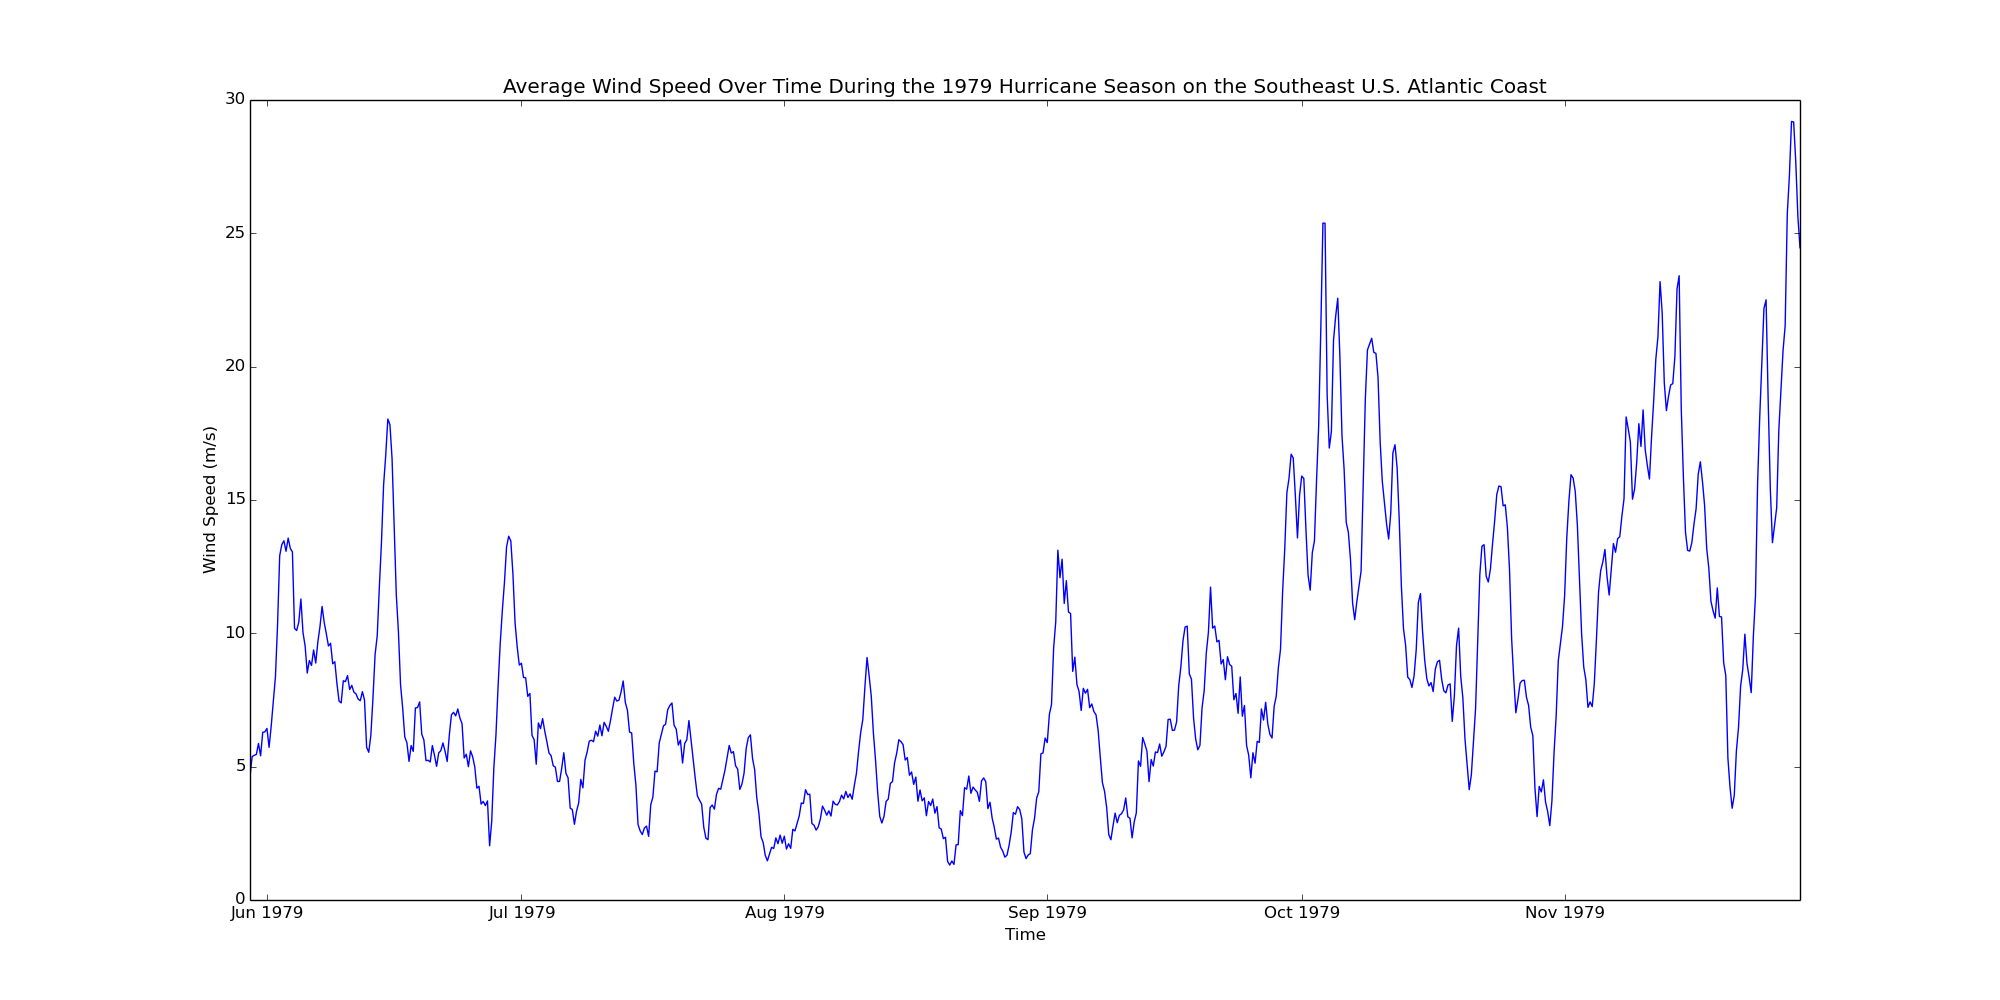 Average Wind Speed Over Time During the 1979 Hurricane Season on the Southeast U.S. Atlantic Coast
30
25
20
15
10
5
0
Wind Speed (m/s)
Jun 1979 Jul 1979 Aug 1979 Sep 1979 Oct 1979 Nov 1979
Time